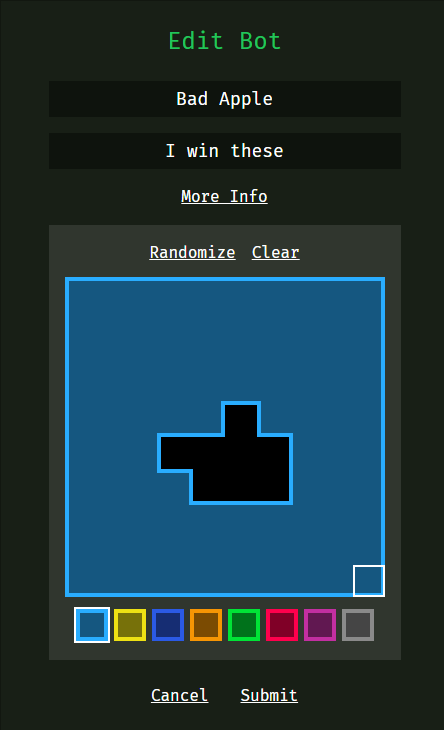 Edit Bot
Bad Apple
I win these
More Info
Randomize Clear
Cancel Submit